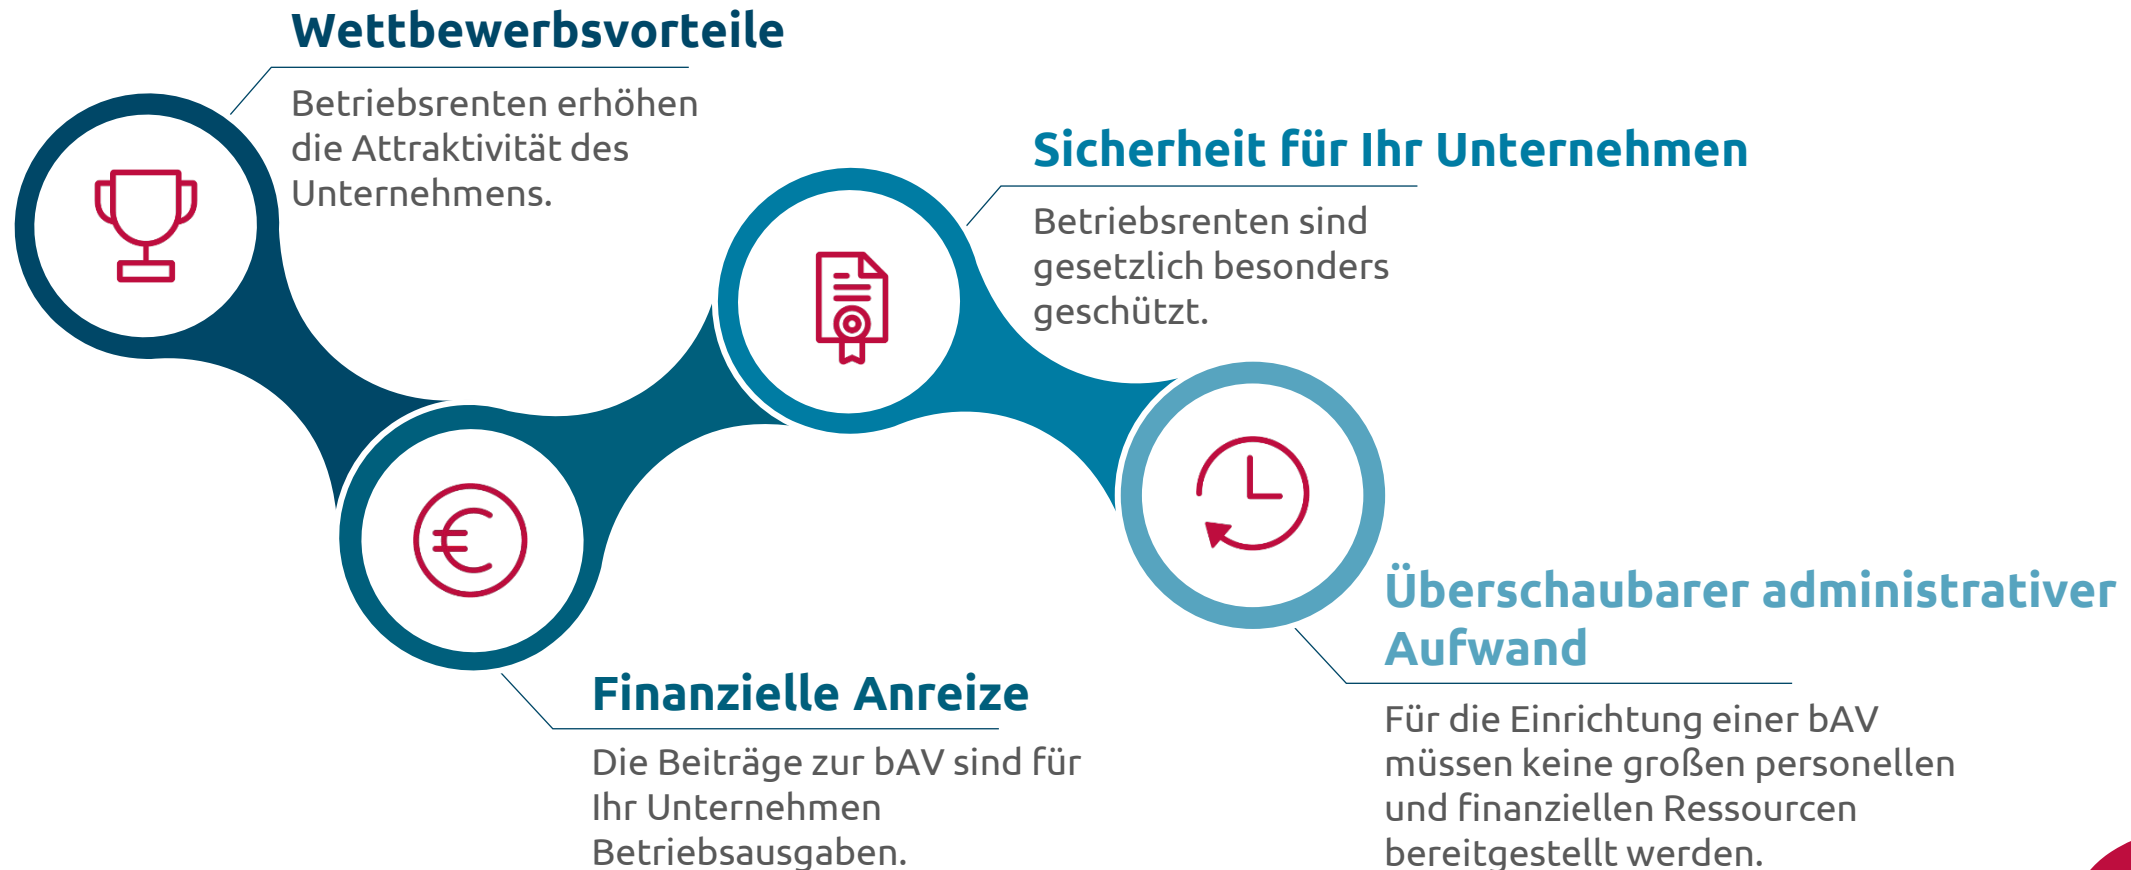 Wettbewerbsvorteile
Betriebsrenten erhöhen
die Attraktivität des
Unternehmens.
Sicherheit für Ihr Unternehmen
Betriebsrenten sind
gesetzlich besonders
geschützt.
Finanzielle Anreize
Die Beiträge zur bAV sind für
Ihr Unternehmen
Betriebsausgaben.
Überschaubarer administrativer
Aufwand
Für die Einrichtung einer bAV
müssen keine großen personellen
und finanziellen Ressourcen
bereitgestellt werden.